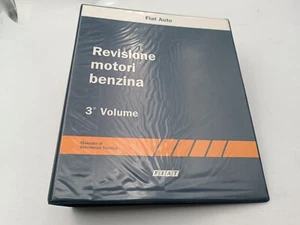 Fiat Auto
Revisione
motori
benzina
3° Volume
FIAT